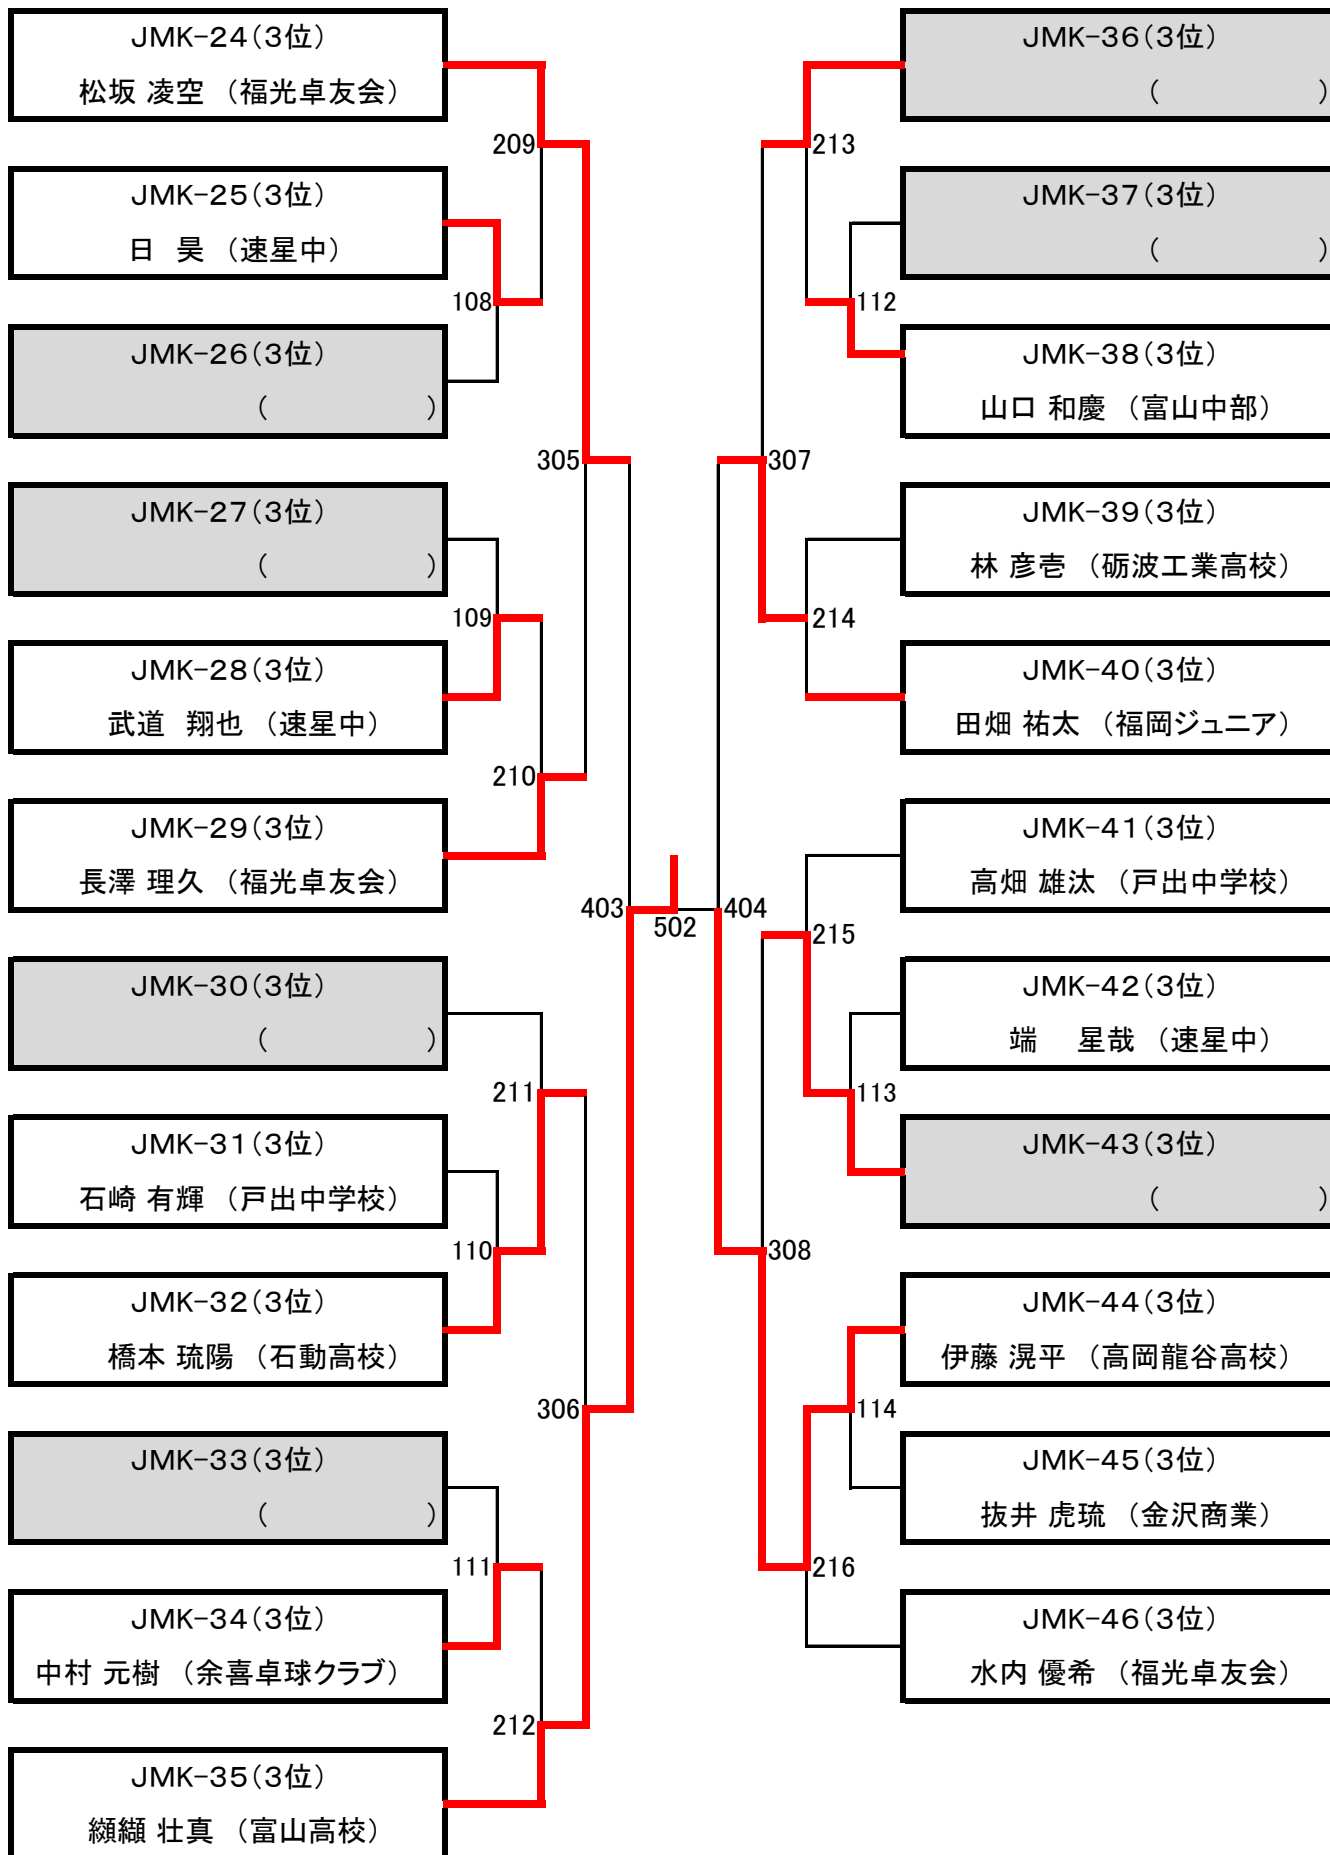 JMK-24(3位)
松坂 凌空 (福光卓友会)
JMK-25(3位)
日 昊 (速星中)
JMK-26(3位)
( )
JMK-27(3位)
( )
JMK-28(3位)
武道 翔也 (速星中)
JMK-29(3位)
長澤 理久 (福光卓友会)
JMK-30(3位)
( )
JMK-31(3位)
石崎 有輝 (戸出中学校)
JMK-32(3位)
橋本 琉陽 (石動高校)
JMK-33(3位)
( )
JMK-34(3位)
中村 元樹 (余喜卓球クラブ)
JMK-35(3位)
纐纈 壮真 (富山高校)
209
108
305
109
210
403
211
110
306
111
212
502
213
112
307
214
404
215
113
308
114
216
JMK-36(3位)
( )
JMK-37(3位)
( )
JMK-38(3位)
山口 和慶 (富山中部)
JMK-39(3位)
林 彦壱 (砺波工業高校)
JMK-40(3位)
田畑 祐太 (福岡ジュニア)
JMK-41(3位)
高畑 雄汰 (戸出中学校)
JMK-42(3位)
端 星哉 (速星中)
JMK-43(3位)
( )
JMK-44(3位)
伊藤 滉平 (高岡龍谷高校)
JMK-45(3位)
抜井 虎琉 (金沢商業)
JMK-46(3位)
水内 優希 (福光卓友会)